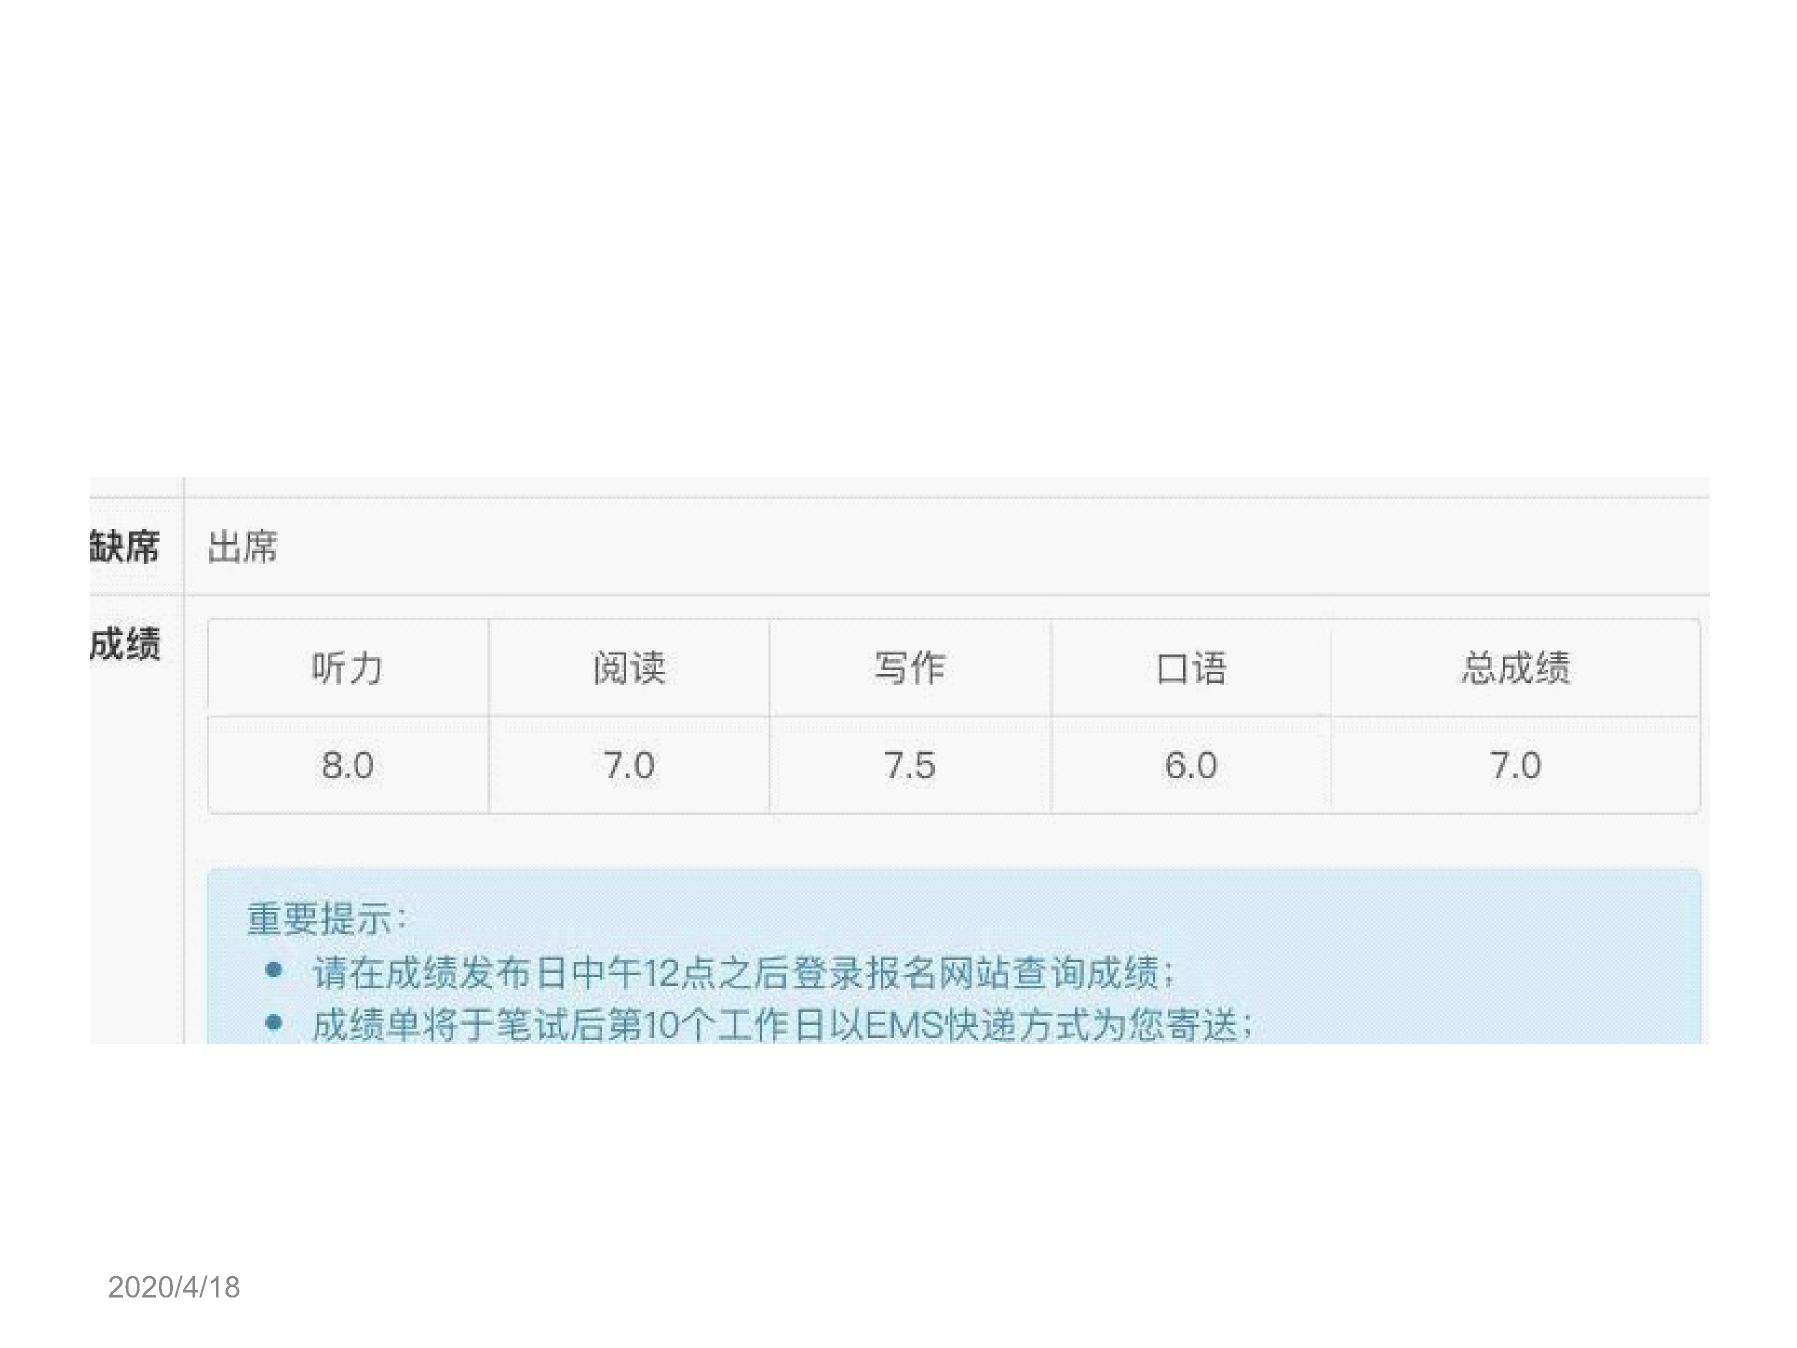 缺席 出席
成绩
听力 阅读 写作 口语 总成绩
8.0 7.0 7.5 6.0 7.0
重要提示：
• 请在成绩发布日中午12点之后登录报名网站查询成绩；
• 成绩单将于笔试后第10个工作日以EMS快递方式为您寄送；
2020/4/18